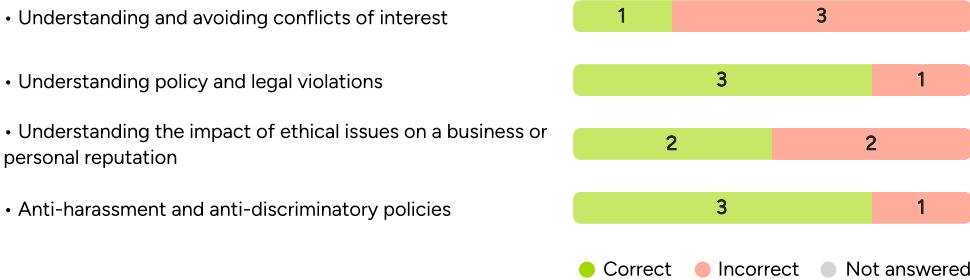 • Understanding and avoiding conflicts of interest
1 3
• Understanding policy and legal violations
3 1
• Understanding the impact of ethical issues on a business or
personal reputation
2 2
• Anti-harassment and anti-discriminatory policies
3 1
Correct Incorrect Not answered